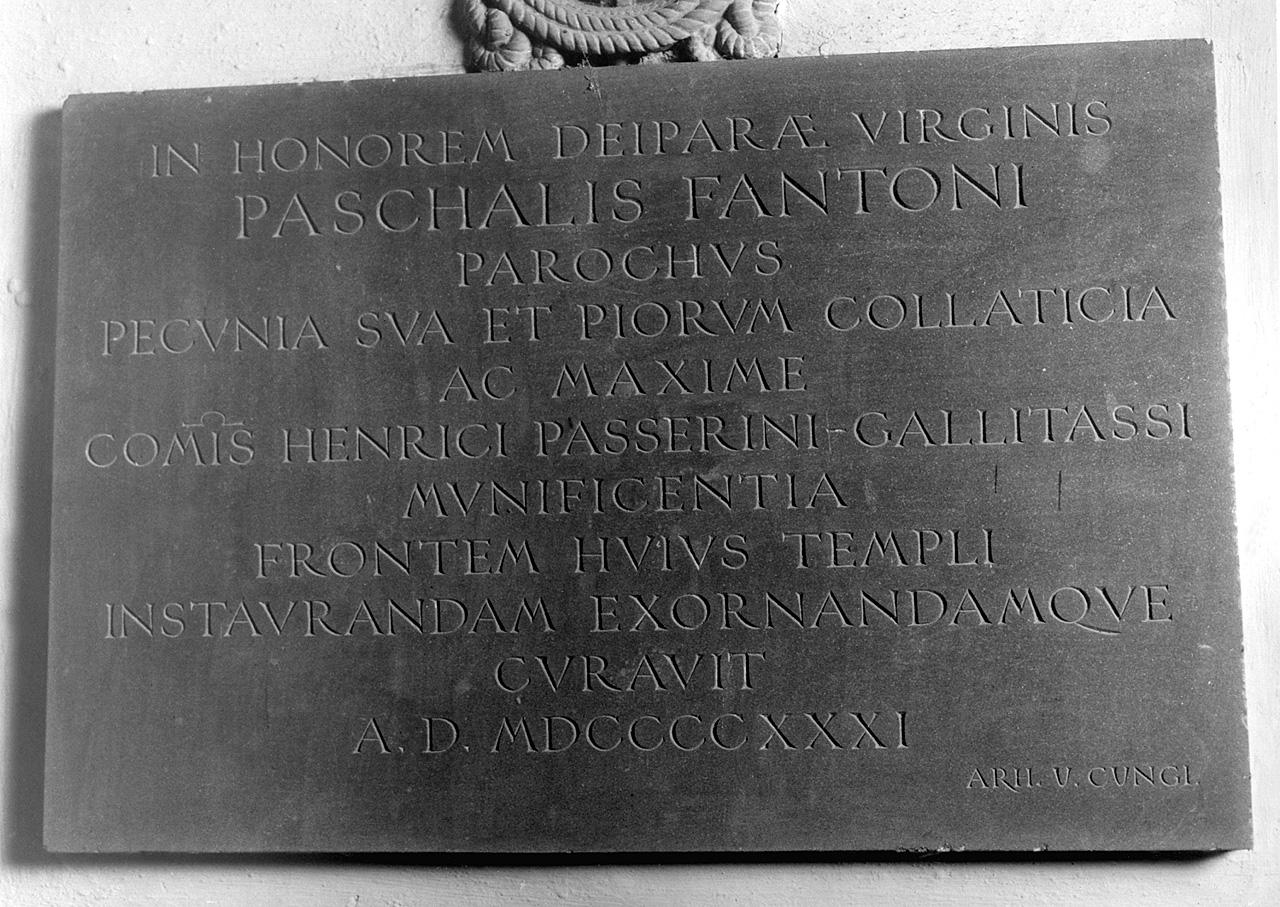 IN HONOREM DEIPARÆ VIRGINIS
PASCHALIS FANTONI
PAROCHVS
PECVNIA SVA ET PIORVM COLLATICIA
AC MAXIME
COMIS HENRICI PASSERINI-GALLITASSI
MVNIFICENTIA
FRONTEM HVIVS TEMPLI
INSTAVRANDAM EXORNANDAMQVE
CVRAVIT
A. D. MDCCCCXXXI
ARH. U. CUNGI.